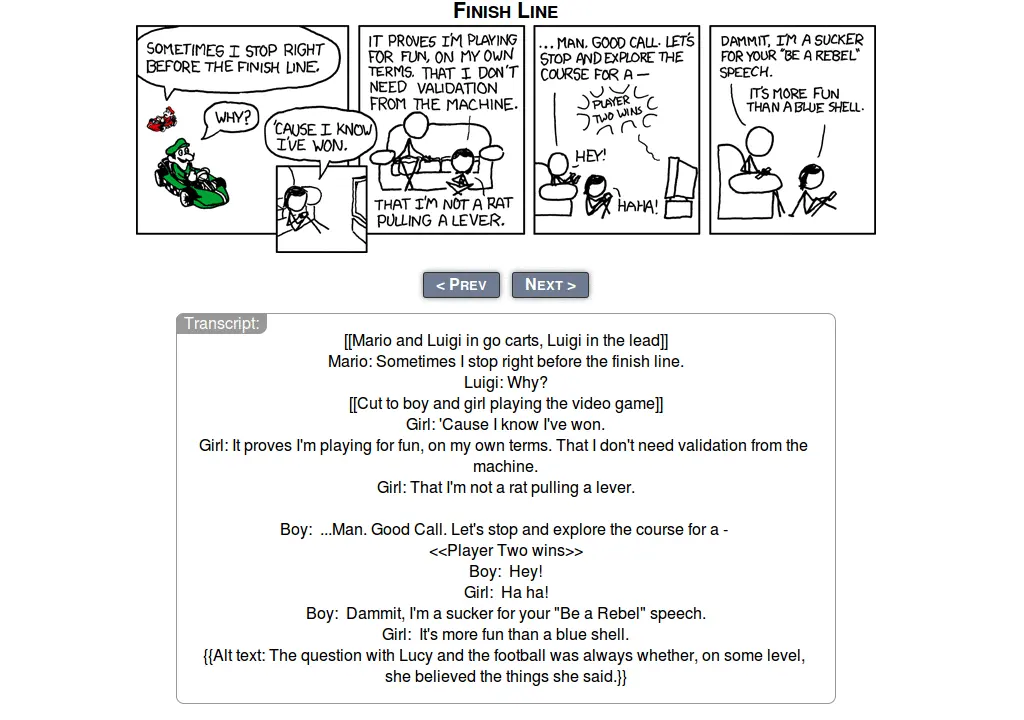 Finish Line
SOMETIMES I STOP RIGHT
BEFORE THE FINISH LINE.
WHY?
'CAUSE I KNOW
I'VE WON.
IT PROVES I'M PLAYING
FOR FUN, ON MY OWN
TERMS. THAT I DON'T
NEED VALIDATION
FROM THE MACHINE.
THAT I'M NOT A RAT
PULLING A LEVER.
...MAN. GOOD CALL. LET'S
STOP AND EXPLORE THE
COURSE FOR A —
PLAYER
TWO WINS
HEY!
HAHA!
DAMMIT, I'M A SUCKER
FOR YOUR "BE A REBEL"
SPEECH.
IT'S MORE FUN
THAN A BLUE SHELL.
< Prev
Next >
Transcript:
[[Mario and Luigi in go carts, Luigi in the lead]]
Mario: Sometimes I stop right before the finish line.
Luigi: Why?
[[Cut to boy and girl playing the video game]]
Girl: 'Cause I know I've won.
Girl: It proves I'm playing for fun, on my own terms. That I don't need validation from the
machine.
Girl: That I'm not a rat pulling a lever.
Boy: ...Man. Good Call. Let's stop and explore the course for a -
<<Player Two wins>>
Boy: Hey!
Girl: Ha ha!
Boy: Dammit, I'm a sucker for your "Be a Rebel" speech.
Girl: It's more fun than a blue shell.
{{Alt text: The question with Lucy and the football was always whether, on some level,
she believed the things she said.}}